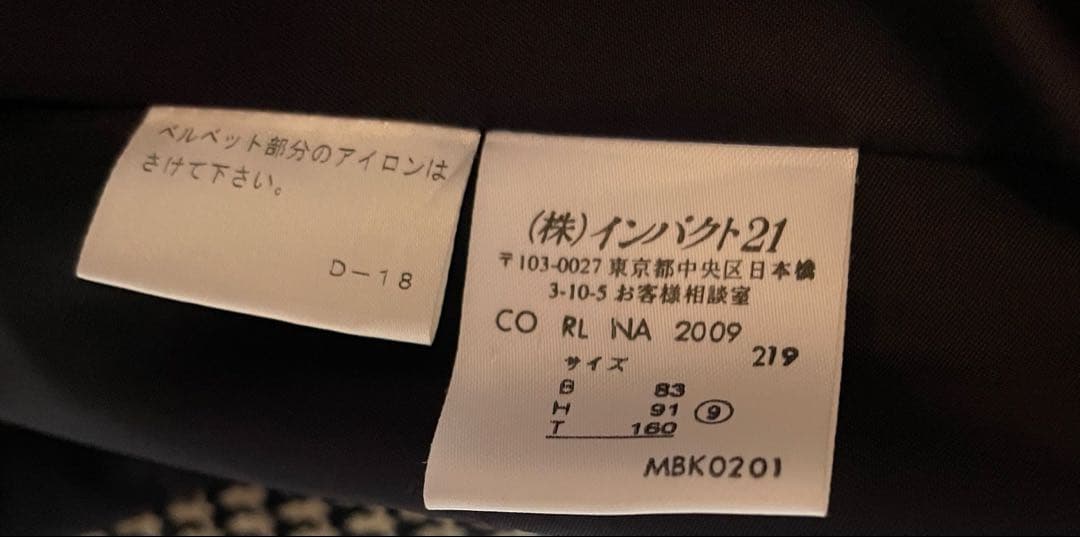 ベルベット部分のアイロンは
さけて下さい。
D-18
(株)インパクト21
〒103-0027 東京都中央区日本橋
3-10-5 お客様相談室
CO RL NA 2009
219
サイズ
B 83
H 91 ⑨
T 160
MBK0201